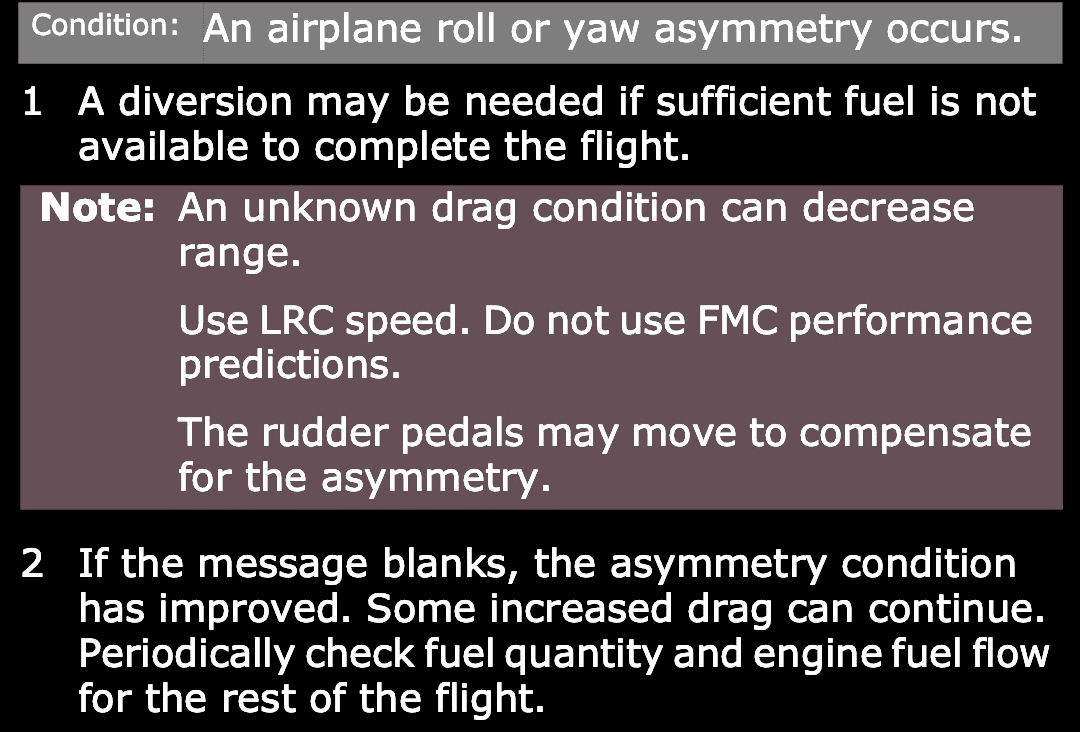 Condition: An airplane roll or yaw asymmetry occurs.
1 A diversion may be needed if sufficient fuel is not
available to complete the flight.
Note: An unknown drag condition can decrease
range.
Use LRC speed. Do not use FMC performance
predictions.
The rudder pedals may move to compensate
for the asymmetry.
2 If the message blanks, the asymmetry condition
has improved. Some increased drag can continue.
Periodically check fuel quantity and engine fuel flow
for the rest of the flight.